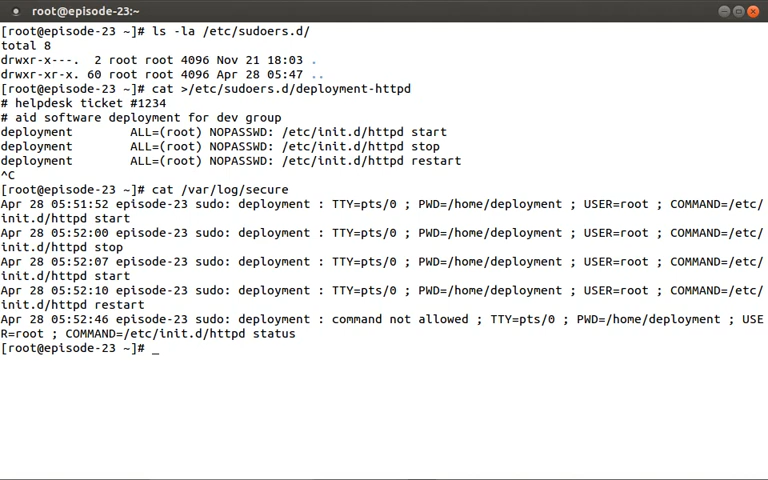 root@episode-23:~
[root@episode-23 ~]# ls -la /etc/sudoers.d/
total 8
drwxr-x---.  2 root root 4096 Nov 21 18:03 .
drwxr-xr-x. 60 root root 4096 Apr 28 05:47 ..
[root@episode-23 ~]# cat >/etc/sudoers.d/deployment-httpd
# helpdesk ticket #1234
# aid software deployment for dev group
deployment        ALL=(root) NOPASSWD: /etc/init.d/httpd start
deployment        ALL=(root) NOPASSWD: /etc/init.d/httpd stop
deployment        ALL=(root) NOPASSWD: /etc/init.d/httpd restart
^C
[root@episode-23 ~]# cat /var/log/secure
Apr 28 05:51:52 episode-23 sudo: deployment : TTY=pts/0 ; PWD=/home/deployment ; USER=root ; COMMAND=/etc/
init.d/httpd start
Apr 28 05:52:00 episode-23 sudo: deployment : TTY=pts/0 ; PWD=/home/deployment ; USER=root ; COMMAND=/etc/
init.d/httpd stop
Apr 28 05:52:07 episode-23 sudo: deployment : TTY=pts/0 ; PWD=/home/deployment ; USER=root ; COMMAND=/etc/
init.d/httpd start
Apr 28 05:52:10 episode-23 sudo: deployment : TTY=pts/0 ; PWD=/home/deployment ; USER=root ; COMMAND=/etc/
init.d/httpd restart
Apr 28 05:52:46 episode-23 sudo: deployment : command not allowed ; TTY=pts/0 ; PWD=/home/deployment ; USE
R=root ; COMMAND=/etc/init.d/httpd status
[root@episode-23 ~]# _